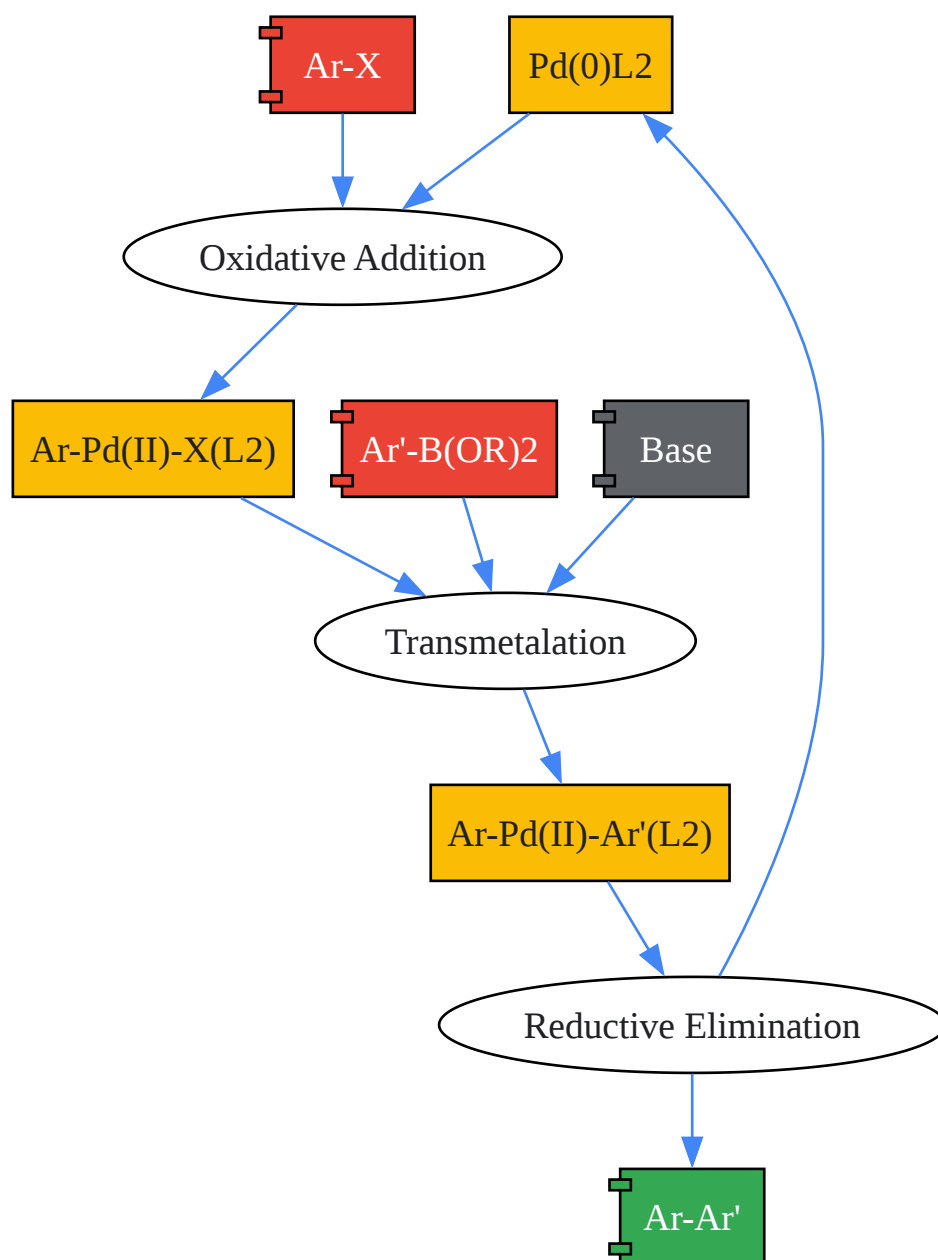 Ar-X
Pd(0)L2
Oxidative Addition
Ar-Pd(II)-X(L2)
Ar'-B(OR)2
Base
Transmetalation
Ar-Pd(II)-Ar'(L2)
Reductive Elimination
Ar-Ar'